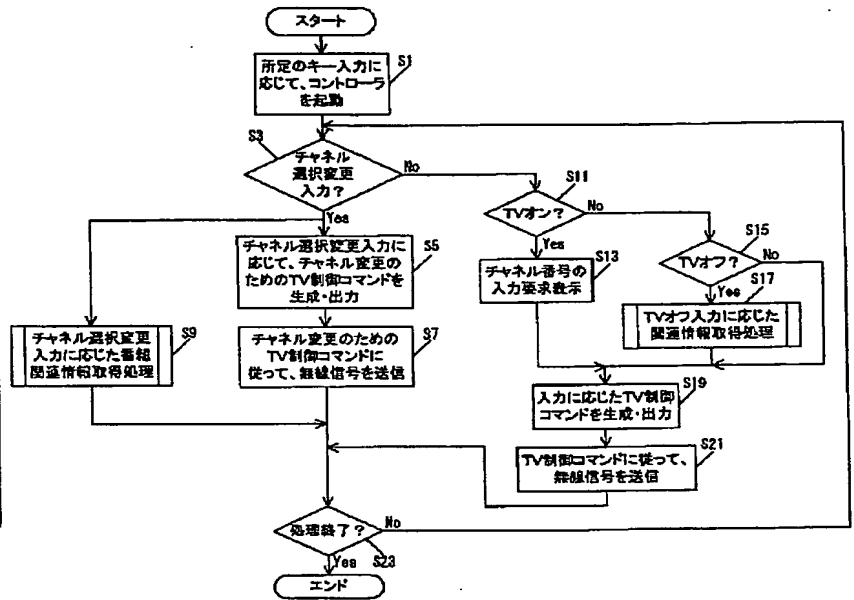 スタート
所定のキー入力に
応じて、コントローラ
を起動
S1
S3
チャネル
選択変更
入力？
No
Yes
S11
TVオン？
No
Yes
S15
TVオフ？
No
Yes
チャネル選択変更入力に
応じて、チャネル変更の
ためのTV制御コマンドを
生成・出力
S5
チャネル番号の
入力要求表示
S13
S17
TVオフ入力に応じた
関連情報取得処理
チャネル選択変更
入力に応じた番組
関連情報取得処理
S9
チャネル変更のための
TV制御コマンドに
従って、無線信号を送信
S7
入力に応じたTV制御
コマンドを生成・出力
S19
TV制御コマンドに従って、
無線信号を送信
S21
処理終了？
No
S23
Yes
エンド